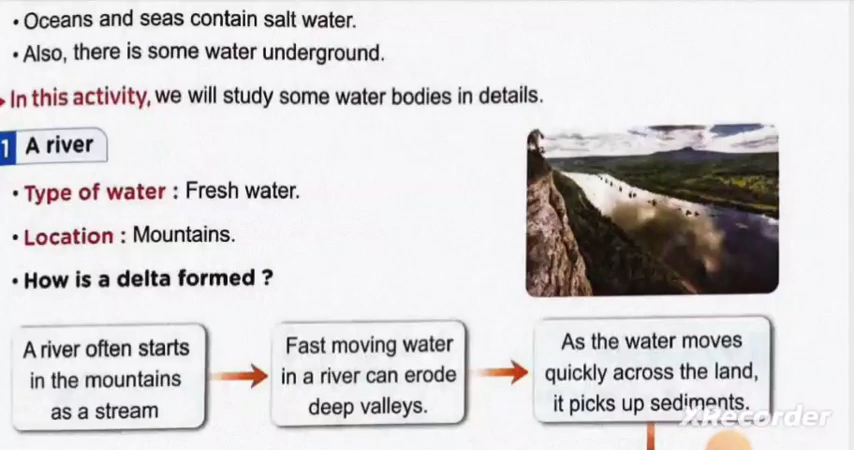 • Oceans and seas contain salt water.
• Also, there is some water underground.
In this activity, we will study some water bodies in details.
1 A river
• Type of water : Fresh water.
• Location : Mountains.
• How is a delta formed ?
A river often starts
in the mountains
as a stream
Fast moving water
in a river can erode
deep valleys.
As the water moves
quickly across the land,
it picks up sediments.
XRecorder